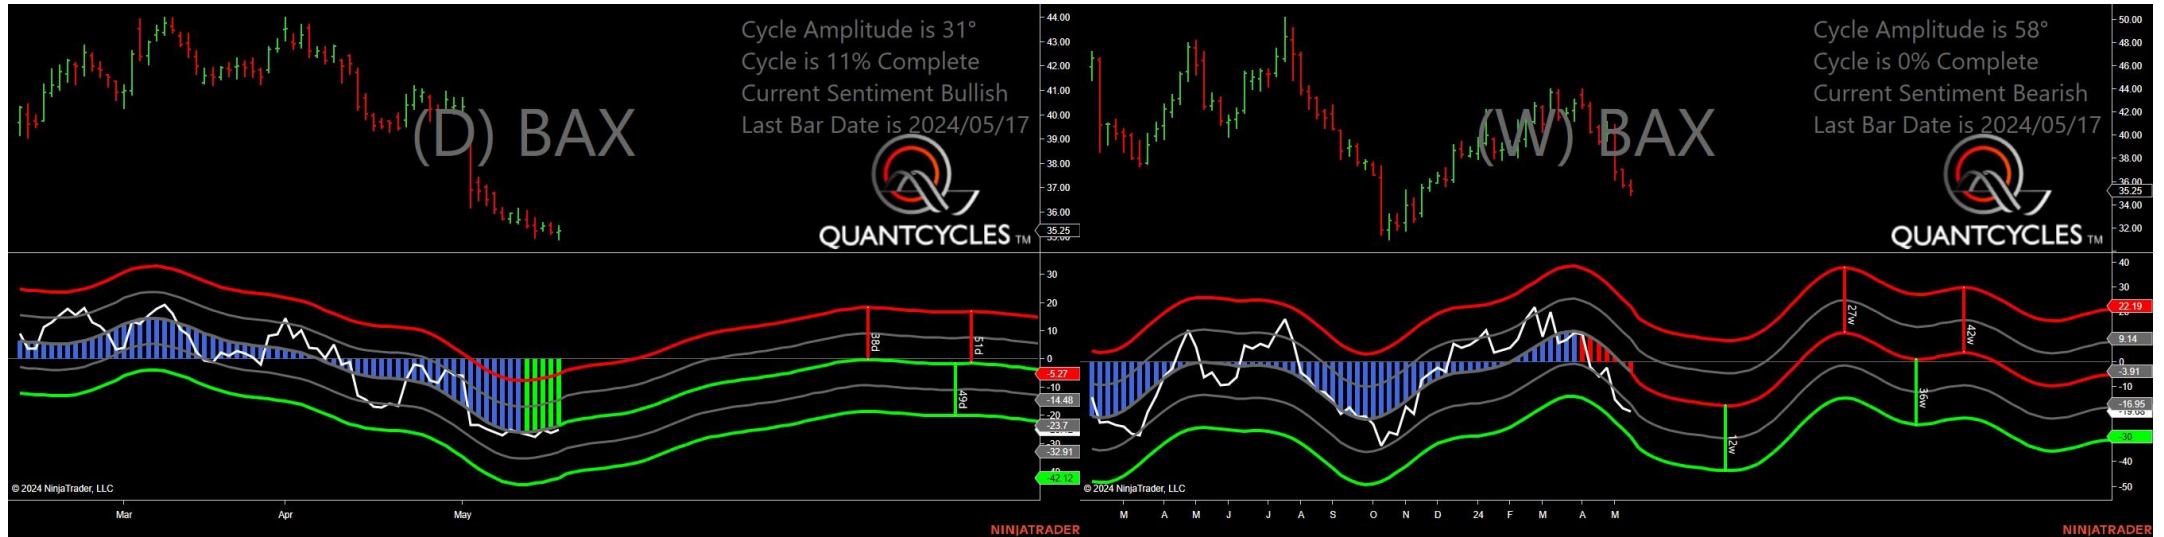 Cycle Amplitude is 31°
Cycle is 11% Complete
Current Sentiment Bullish
Last Bar Date is 2024/05/17
(D) BAX
QUANTCYCLES TM
44.00
43.00
42.00
41.00
40.00
39.00
38.00
37.00
36.00
35.25
30
20
10
0
-5.27
-10
-14.48
-20
-23.7
-30
-32.91
-42.12
38d
51d
49d
© 2024 NinjaTrader, LLC
Mar Apr May
NINJATRADER
Cycle Amplitude is 58°
Cycle is 0% Complete
Current Sentiment Bearish
Last Bar Date is 2024/05/17
(W) BAX
QUANTCYCLES TM
50.00
48.00
46.00
44.00
42.00
40.00
38.00
36.00
35.25
34.00
32.00
40
30
22.19
9.14
0
-3.91
-10
-16.95
-30
-40
-50
27w
42w
36w
12w
© 2024 NinjaTrader, LLC
M A M J J A S O N D 24 F M A M
NINJATRADER